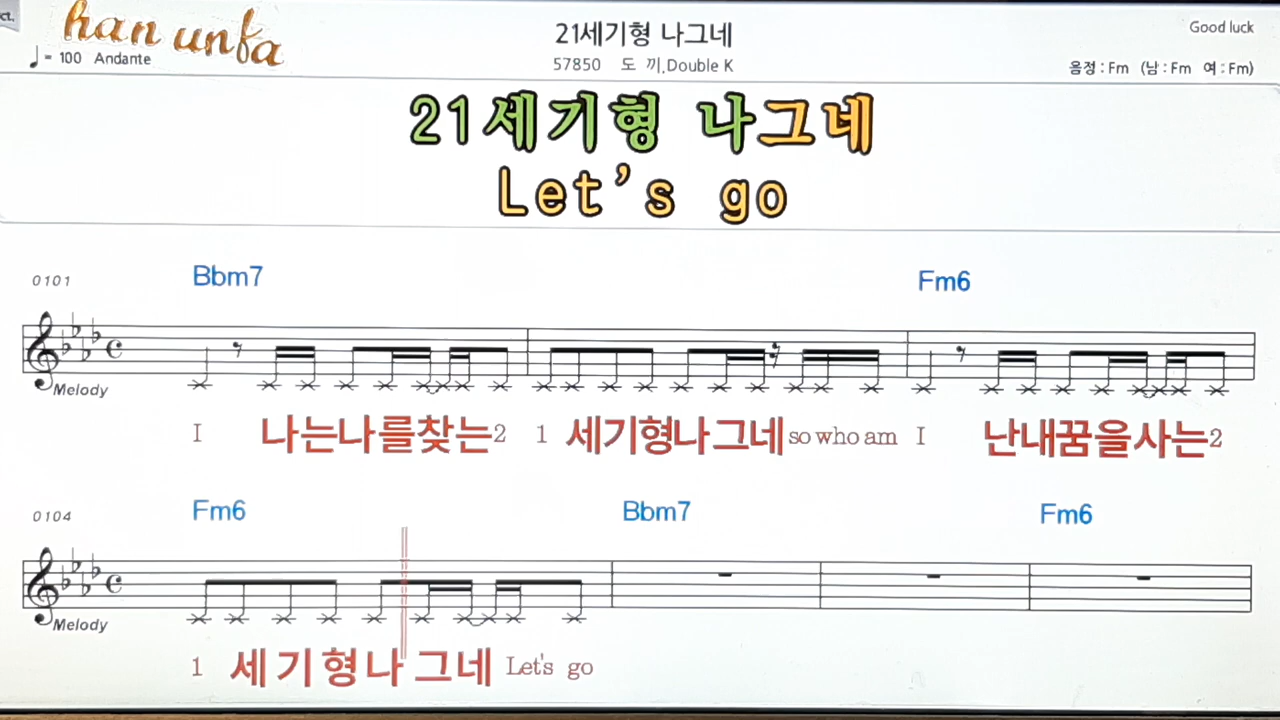 ct.
han unfa
♩= 100 Andante
21세기형 나그네
57850 도 끼,Double K
Good luck
음정 : Fm (남 : Fm 여 : Fm)
21세기형 나그네
Let's go
0101
Bbm7
Fm6
Melody
I 나는나를찾는2 1 세기형나그네 so who am I 난내꿈을사는2
0104
Fm6
Bbm7
Fm6
Melody
1 세기형나그네 Let's go